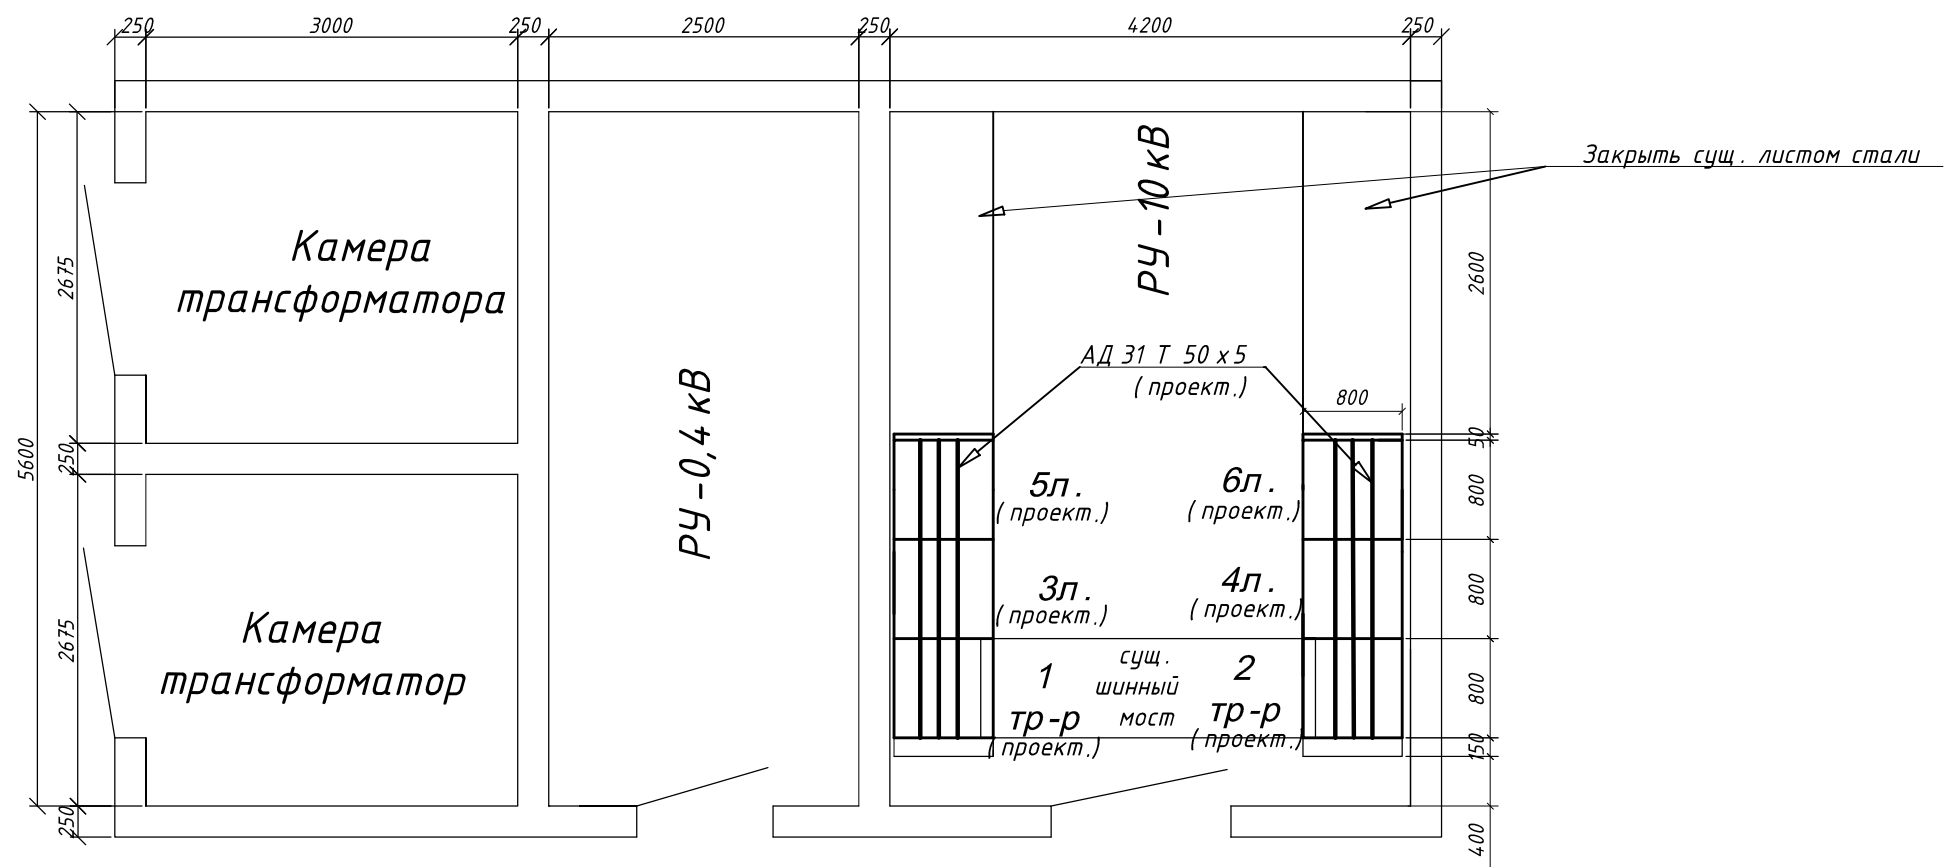 250 3000 250 2500 250 4200 250
Закрыть сущ. листом стали
РУ-10 кВ
Камера
трансформатора
2675
2600
АД 31 Т 50 х 5
(проект.)
800
РУ-0,4 кВ
5600
250
50
5л.
(проект.)
6л.
(проект.)
800
3л.
(проект.)
4л.
(проект.)
800
Камера
трансформатор
2675
1
тр-р
(проект.)
сущ.
шинный
мост
2
тр-р
(проект.)
800
150
250
400